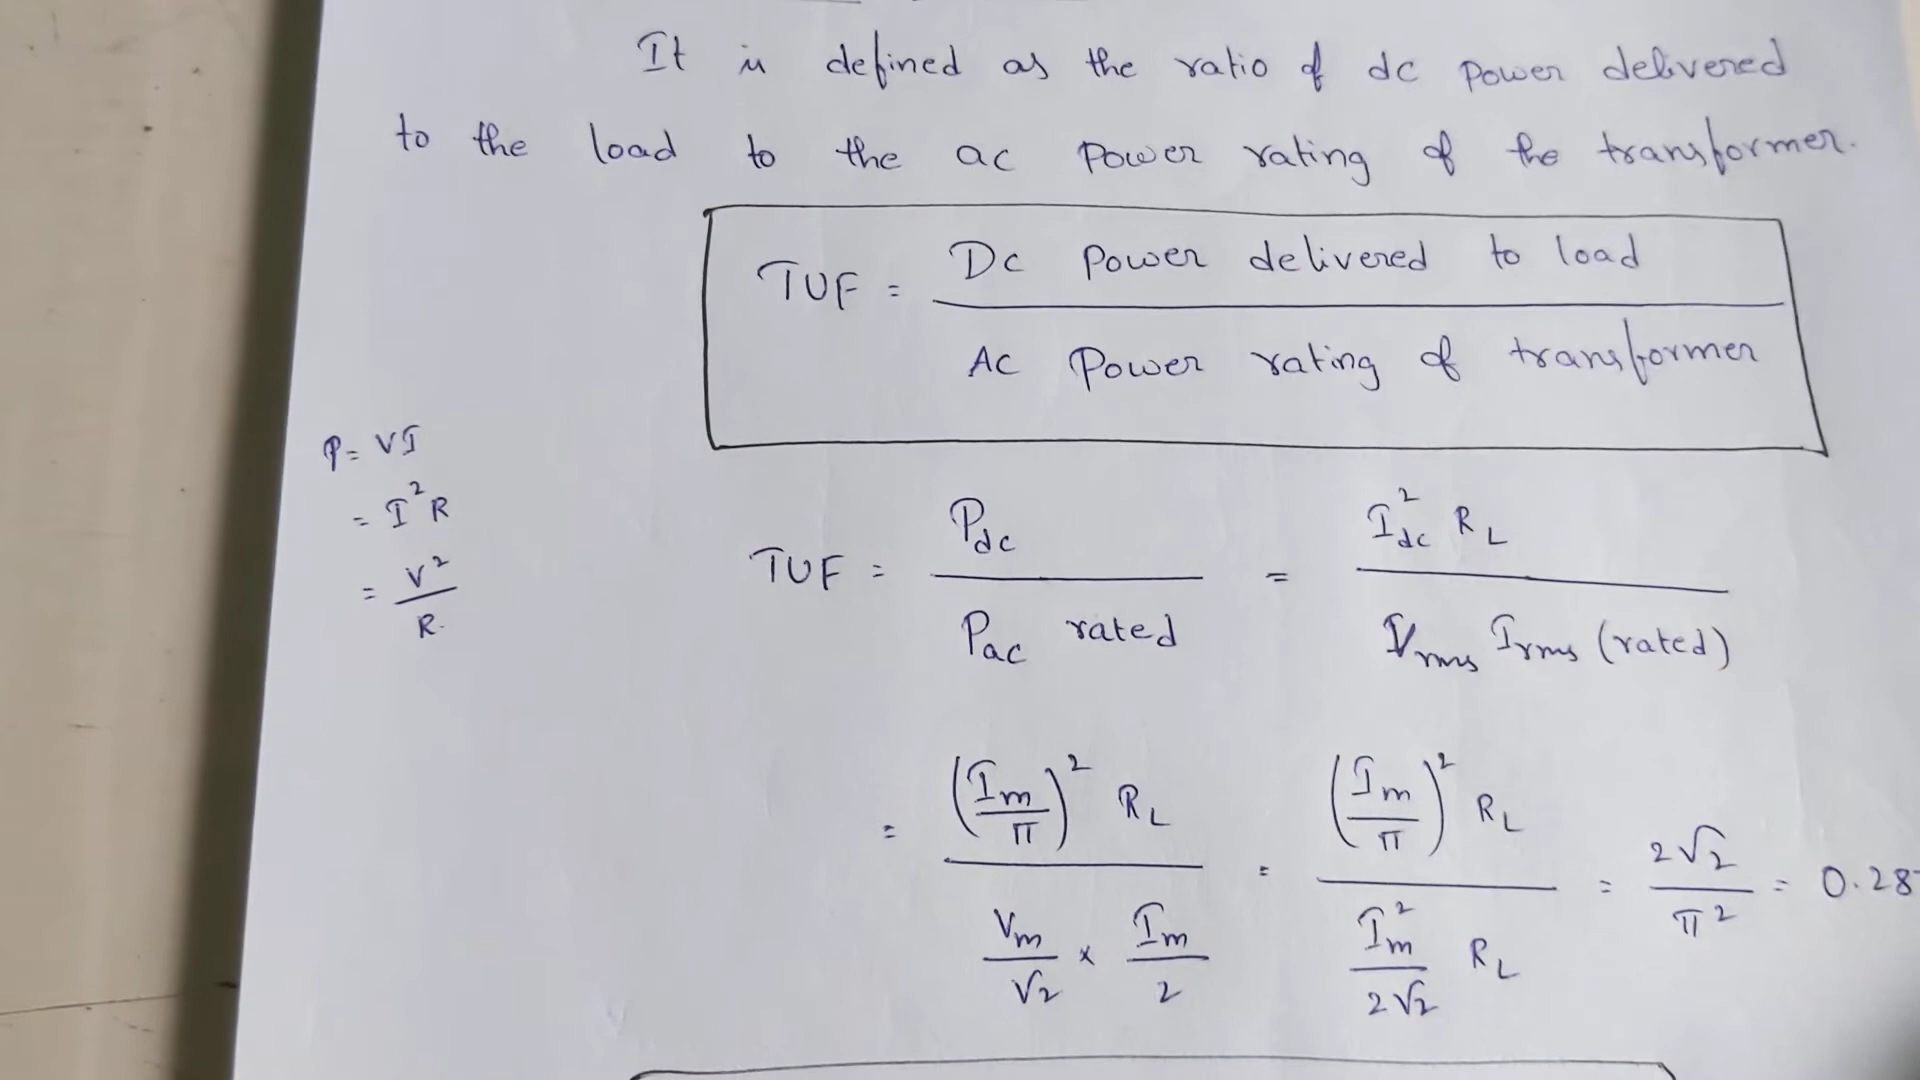 It is defined as the ratio of dc power delivered
to the load to the ac power rating of the transformer.
TUF = Dc power delivered to load / AC Power rating of transformer
P = VI
= I² R
= V² / R.
TUF = Pdc / Pac rated = I²dc RL / Vrms Irms (rated)
= (Im/π)² RL / Vm/√2 × Im/2 = (Im/π)² RL / I²m/2√2 RL = 2√2 / π² = 0.28